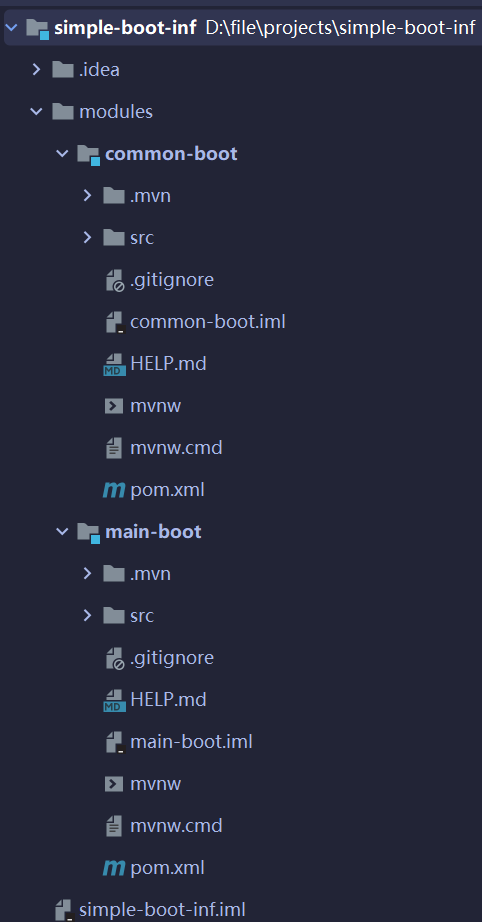 simple-boot-inf D:\file\projects\simple-boot-inf
.idea
modules
common-boot
.mvn
src
.gitignore
common-boot.iml
MD HELP.md
mvnw
mvnw.cmd
m pom.xml
main-boot
.mvn
src
.gitignore
MD HELP.md
main-boot.iml
mvnw
mvnw.cmd
m pom.xml
simple-boot-inf.iml